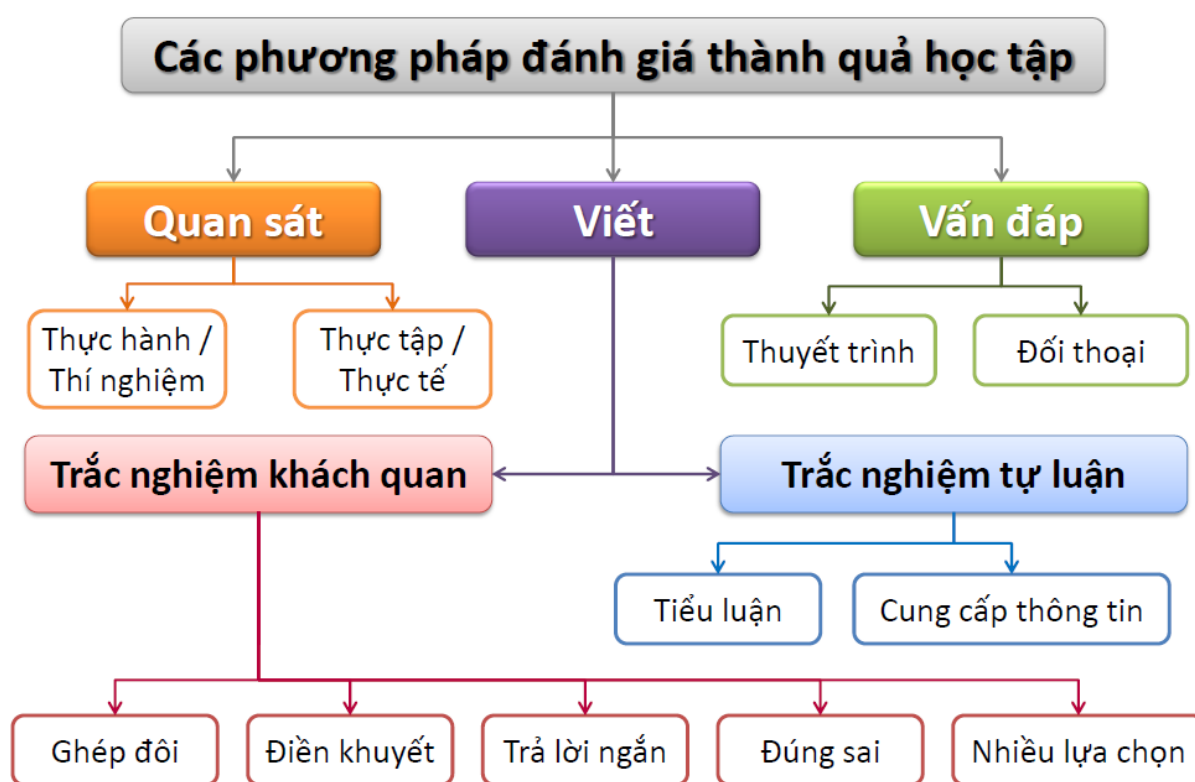 Các phương pháp đánh giá thành quả học tập
Quan sát
Viết
Vấn đáp
Thực hành /
Thí nghiệm
Thực tập /
Thực tế
Thuyết trình
Đối thoại
Trắc nghiệm khách quan
Trắc nghiệm tự luận
Tiểu luận
Cung cấp thông tin
Ghép đôi
Điền khuyết
Trả lời ngắn
Đúng sai
Nhiều lựa chọn